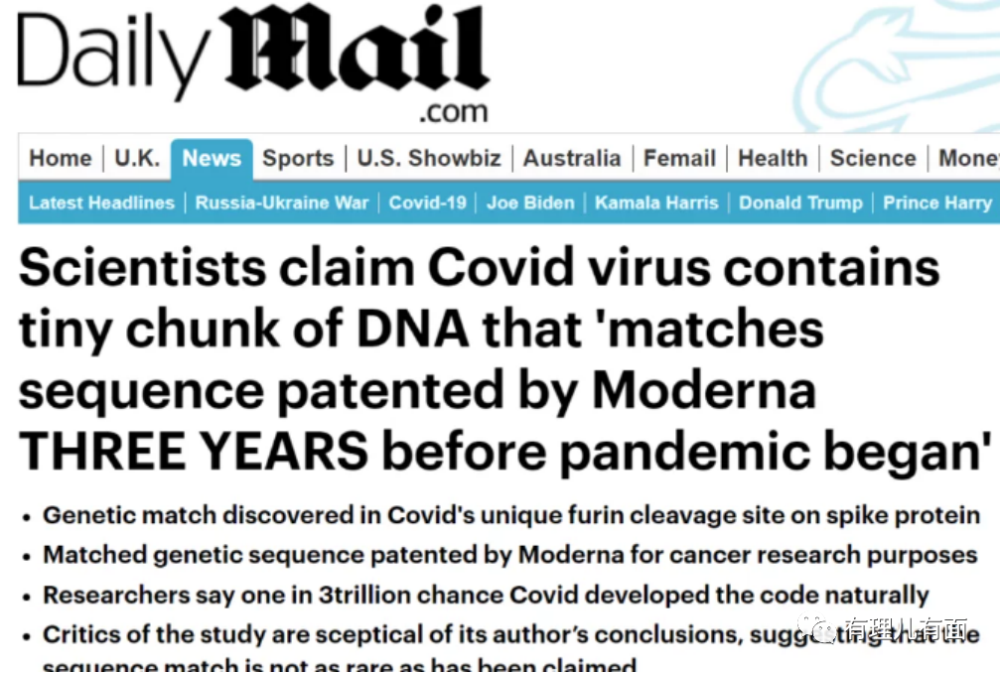 Daily Mail
.com
Home U.K. News Sports U.S. Showbiz Australia Femail Health Science Mone
Latest Headlines Russia-Ukraine War Covid-19 Joe Biden Kamala Harris Donald Trump Prince Harry
Scientists claim Covid virus contains
tiny chunk of DNA that 'matches
sequence patented by Moderna
THREE YEARS before pandemic began'
• Genetic match discovered in Covid's unique furin cleavage site on spike protein
• Matched genetic sequence patented by Moderna for cancer research purposes
• Researchers say one in 3trillion chance Covid developed the code naturally
• Critics of the study are sceptical of its author's conclusions, suggesting that the
sequence match is not as rare as has been claimed
有理儿有面